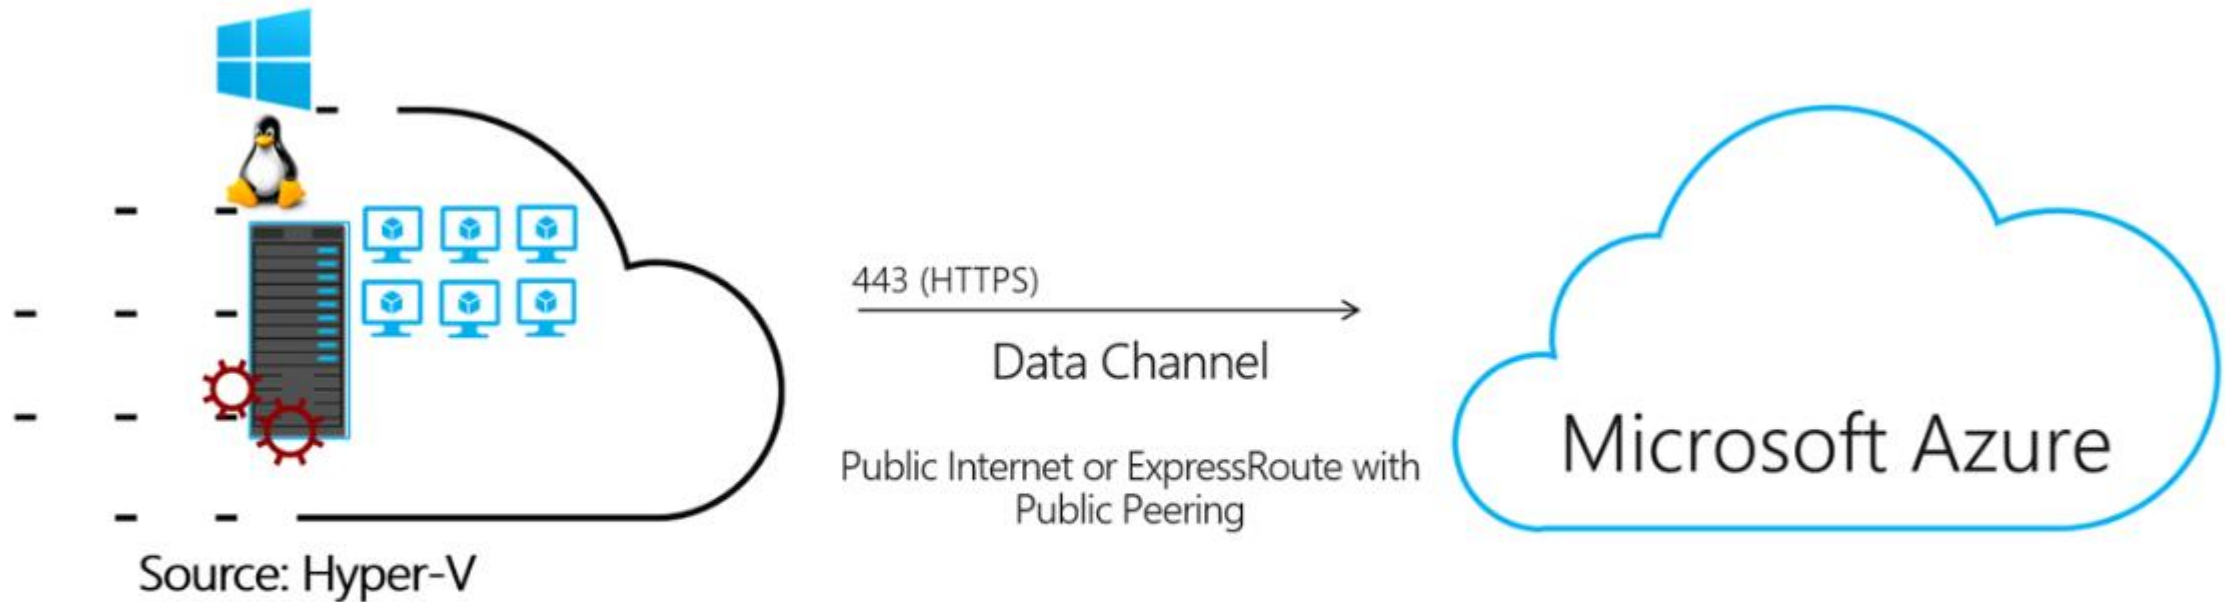 443 (HTTPS)
Data Channel
Public Internet or ExpressRoute with
Public Peering
Microsoft Azure
Source: Hyper-V